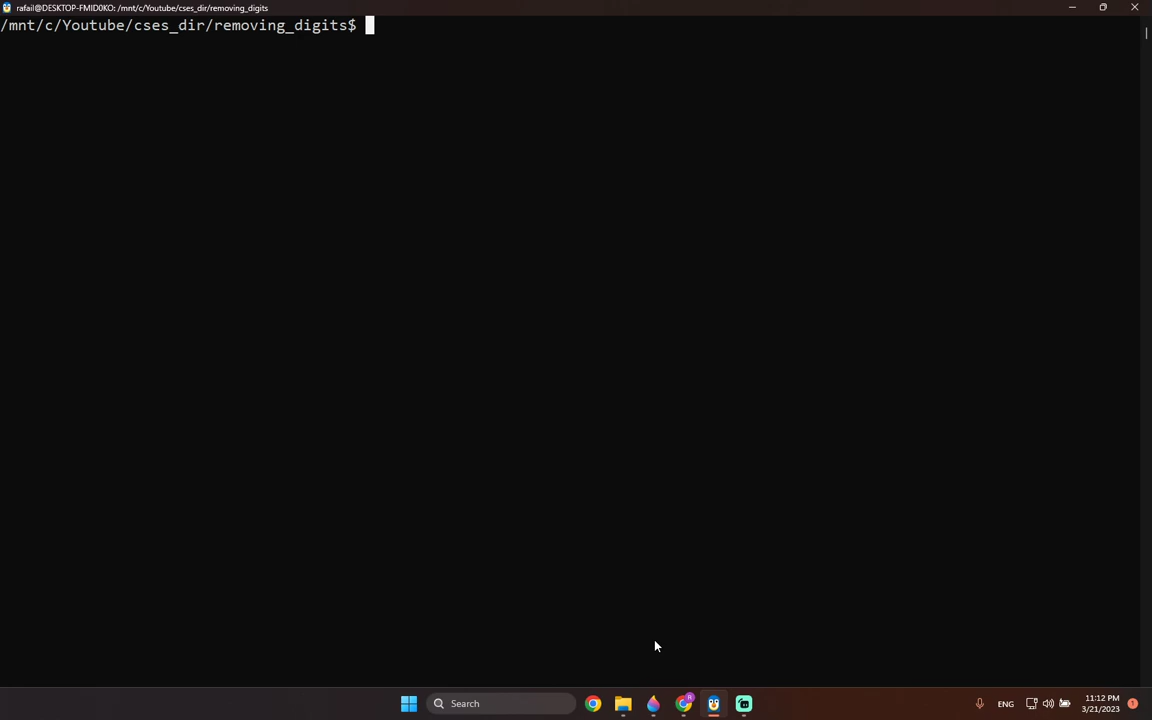 rafail@DESKTOP-FMID0KO: /mnt/c/Youtube/cses_dir/removing_digits
/mnt/c/Youtube/cses_dir/removing_digits$
Search
R
ENG
11:12 PM
3/21/2023
1